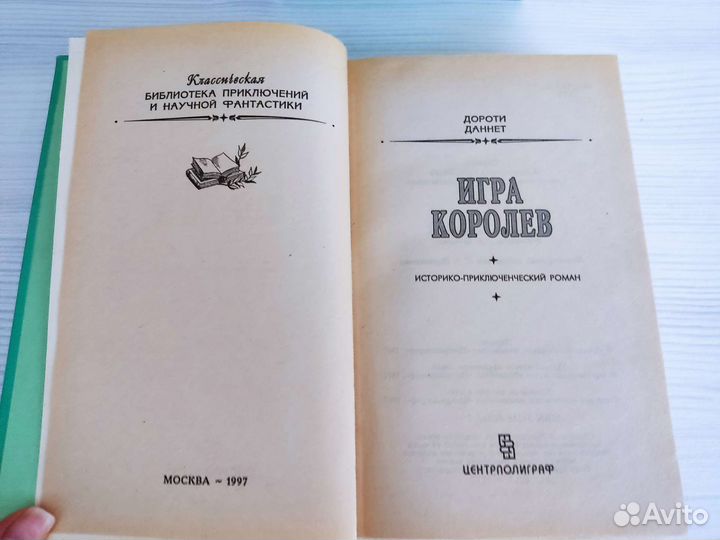 Классическая
БИБЛИОТЕКА ПРИКЛЮЧЕНИЙ
И НАУЧНОЙ ФАНТАСТИКИ
МОСКВА ~ 1997
ДОРОТИ
ДАННЕТ
ИГРА
КОРОЛЕВ
ИСТОРИКО-ПРИКЛЮЧЕНЧЕСКИЙ РОМАН
ЦЕНТРПОЛИГРАФ
Avito